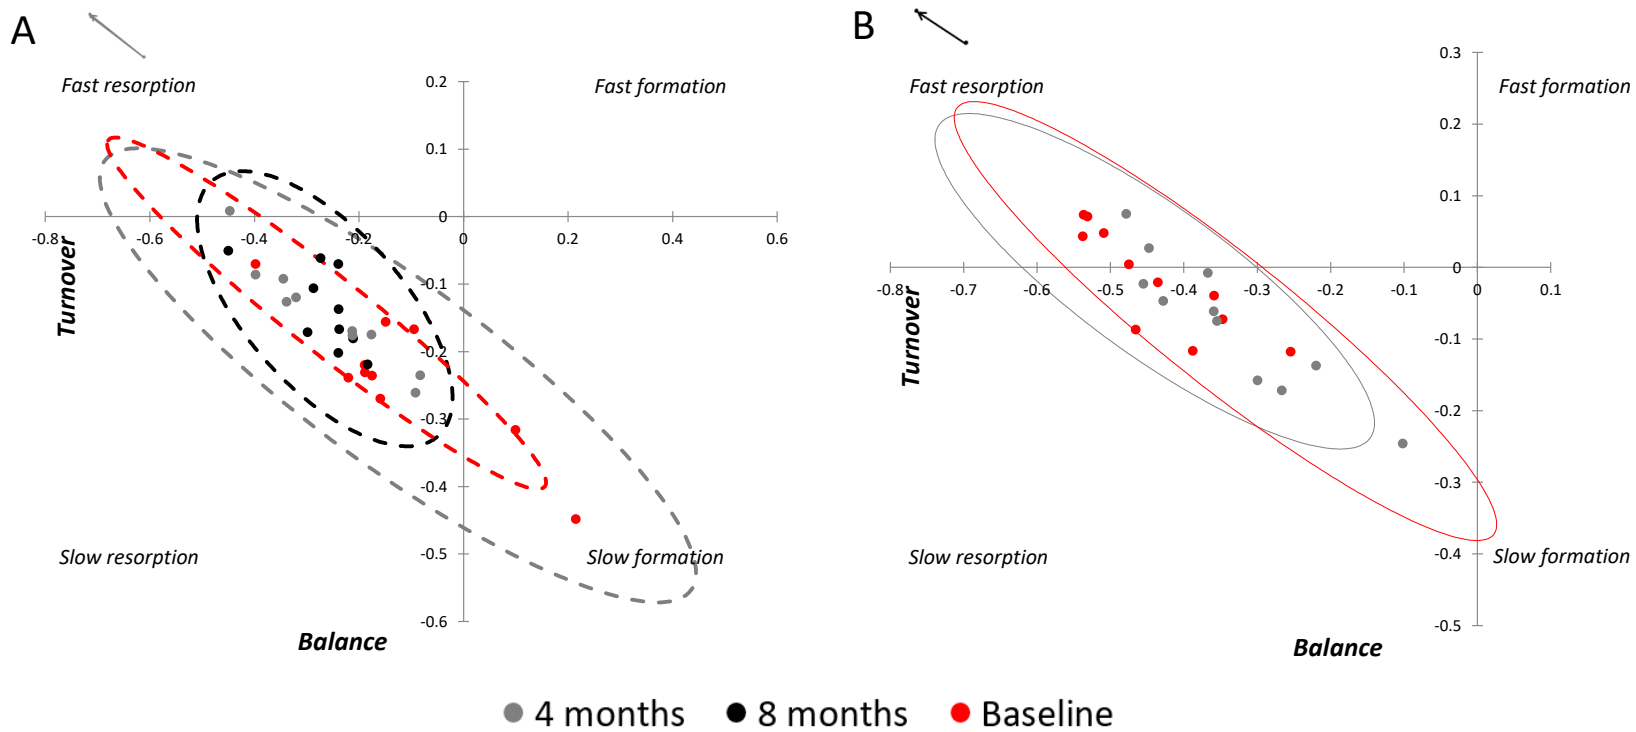 A
B
Fast resorption
Fast formation
Fast resorption
Fast formation
0.2
0.1
0
-0.1
-0.2
-0.3
-0.4
-0.5
-0.6
-0.8
-0.6
-0.4
-0.2
0
0.2
0.4
0.6
Turnover
Slow resorption
Slow formation
Balance
0.3
0.2
0.1
0
-0.1
-0.2
-0.3
-0.4
-0.5
-0.8
-0.7
-0.6
-0.5
-0.4
-0.3
-0.2
-0.1
0
0.1
Turnover
Slow resorption
Slow formation
Balance
4 months
8 months
Baseline